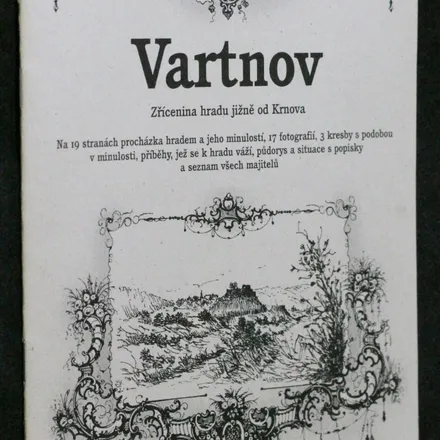 Vartnov
Zřícenina hradu jižně od Krnova
Na 19 stranách procházka hradem a jeho minulostí, 17 fotografií, 3 kresby s podobou
v minulosti, příběhy, jež se k hradu váží, půdorys a situace s popisky
a seznam všech majitelů